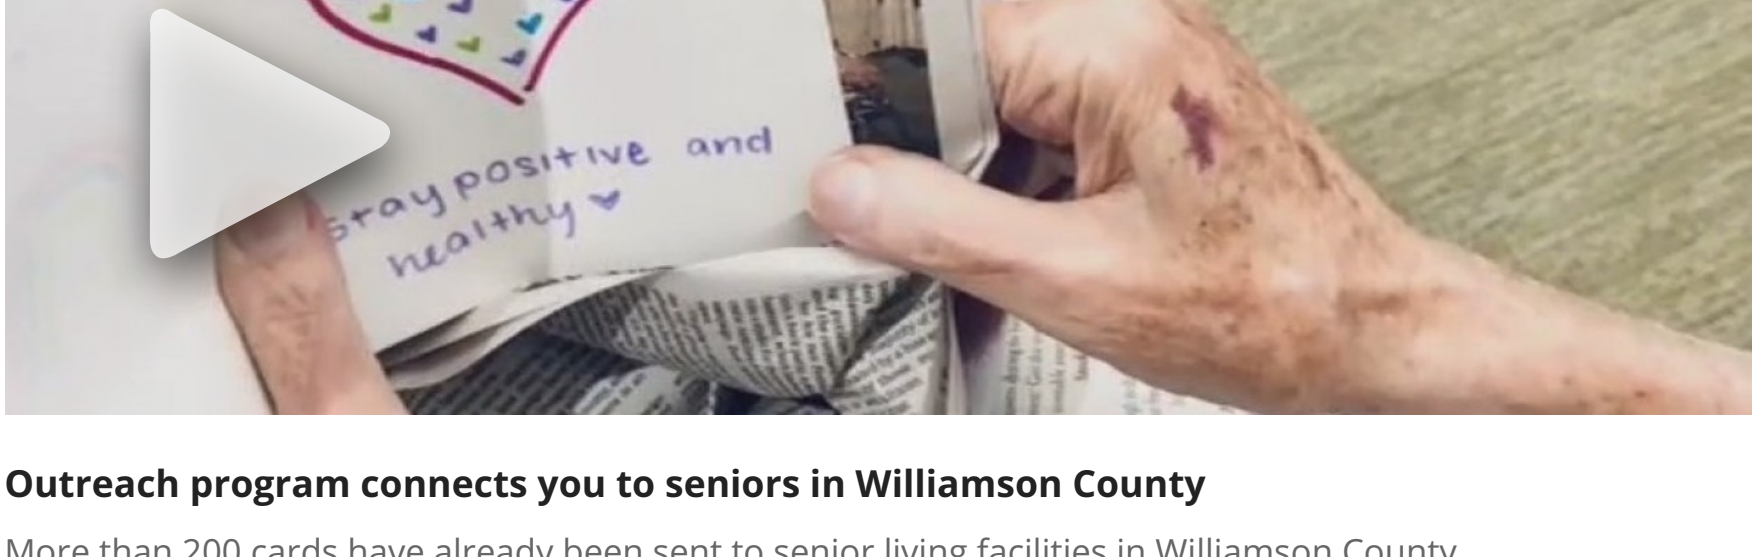 stay positive and
healthy
Outreach program connects you to seniors in Williamson County
More than 200 cards have already been sent to senior living facilities in Williamson County